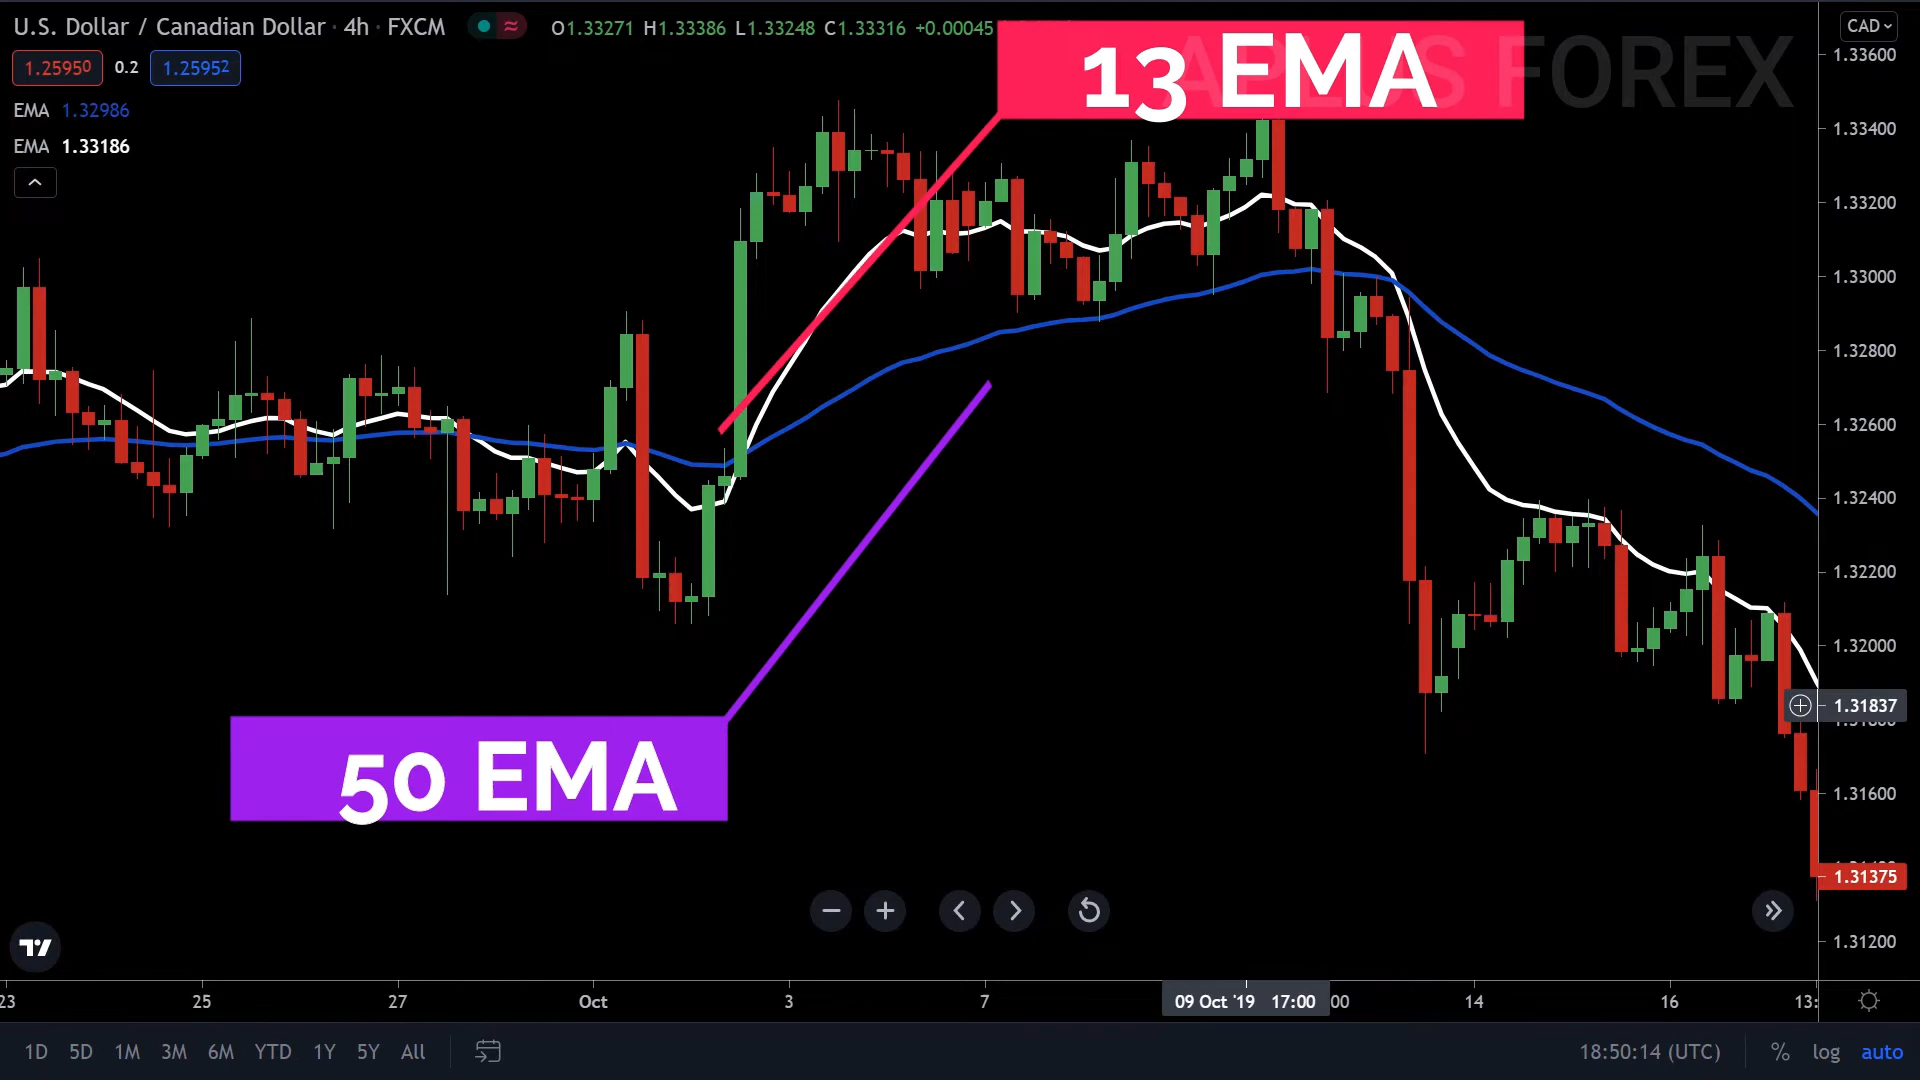 U.S. Dollar / Canadian Dollar · 4h · FXCM
O1.33271 H1.33386 L1.33248 C1.33316 +0.00045
1.25950 0.2 1.25952
EMA 1.32986
EMA 1.33186
13 EMA
FOREX
50 EMA
CAD
1.33600
1.33400
1.33200
1.33000
1.32800
1.32600
1.32400
1.32200
1.32000
1.31837
1.31800
1.31600
1.31375
1.31200
23 25 27 Oct 3 7 09 Oct '19 17:00 00 14 16 13:
1D 5D 1M 3M 6M YTD 1Y 5Y All
18:50:14 (UTC) % log auto